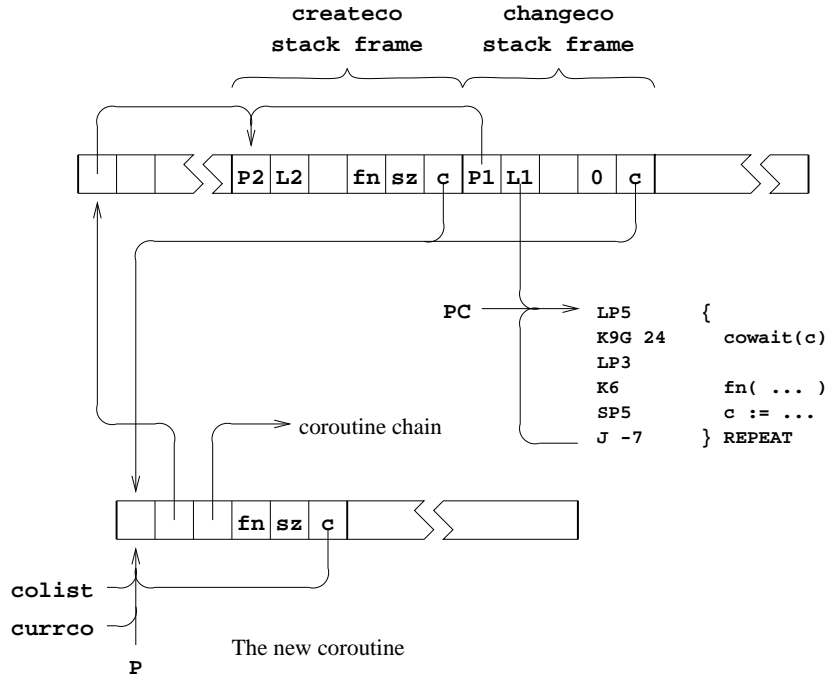 createco changeco
stack frame stack frame
P2 L2 fn sz c P1 L1 0 c
PC LP5 {
K9G 24 cowait(c)
LP3
K6 fn( ... )
SP5 c := ...
J -7 } REPEAT
coroutine chain
fn sz c
colist
currco
P
The new coroutine